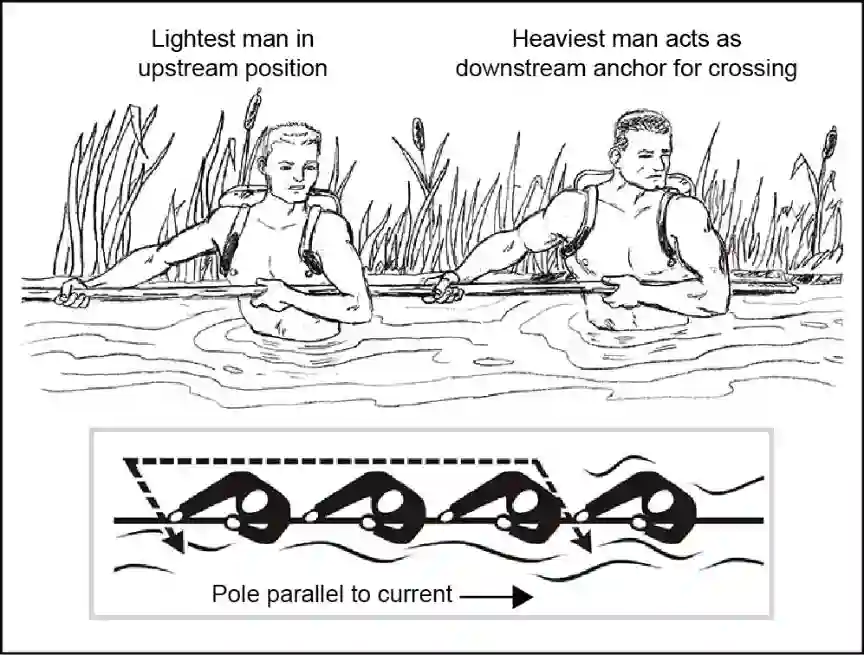 Lightest man in
upstream position
Heaviest man acts as
downstream anchor for crossing
Pole parallel to current